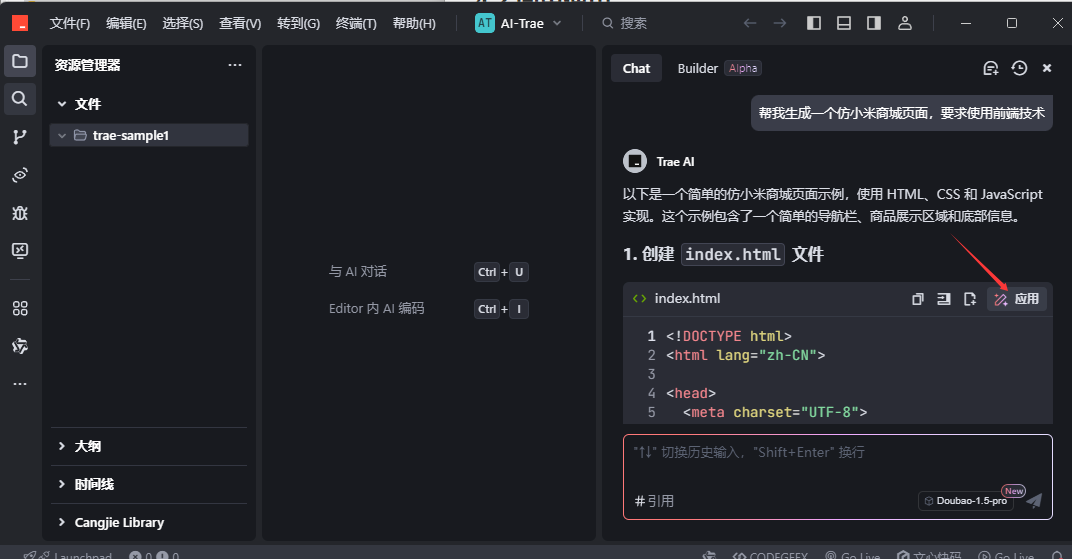 文件(F) 编辑(E) 选择(S) 查看(V) 转到(G) 终端(T) 帮助(H) AT AI-Trae 搜索
资源管理器 ...
文件
trae-sample1
大纲
时间线
Cangjie Library
与 AI 对话 Ctrl + U
Editor 内 AI 编码 Ctrl + I
Chat Builder Alpha
帮我生成一个仿小米商城页面，要求使用前端技术
Trae AI
以下是一个简单的仿小米商城页面示例，使用 HTML、CSS 和 JavaScript
实现。这个示例包含了一个简单的导航栏、商品展示区域和底部信息。
1. 创建 index.html 文件
<> index.html 应用
1 <!DOCTYPE html>
2 <html lang="zh-CN">
3
4 <head>
5 <meta charset="UTF-8">
"↑↓" 切换历史输入，"Shift+Enter" 换行
New
#引用 Doubao-1.5-pro
Launchpad 0 0 CODEGEEX Go Live 文心快码 Go Live